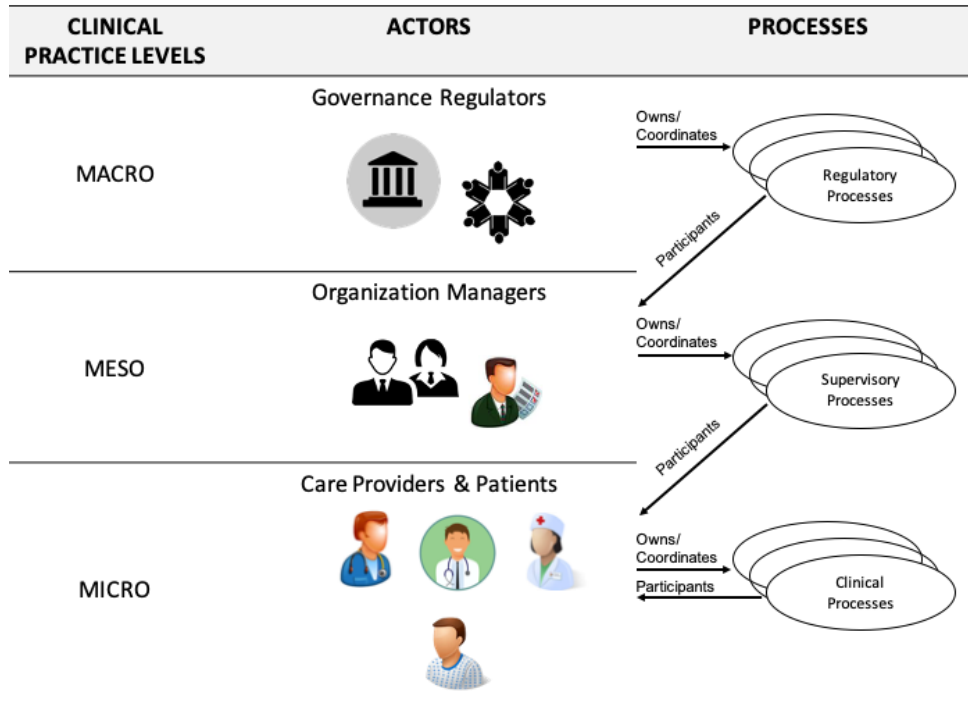 CLINICAL
PRACTICE LEVELS
ACTORS
PROCESSES
MACRO
Governance Regulators
Owns/
Coordinates
Regulatory
Processes
Participants
MESO
Organization Managers
Owns/
Coordinates
Supervisory
Processes
Participants
MICRO
Care Providers & Patients
Owns/
Coordinates
Participants
Clinical
Processes